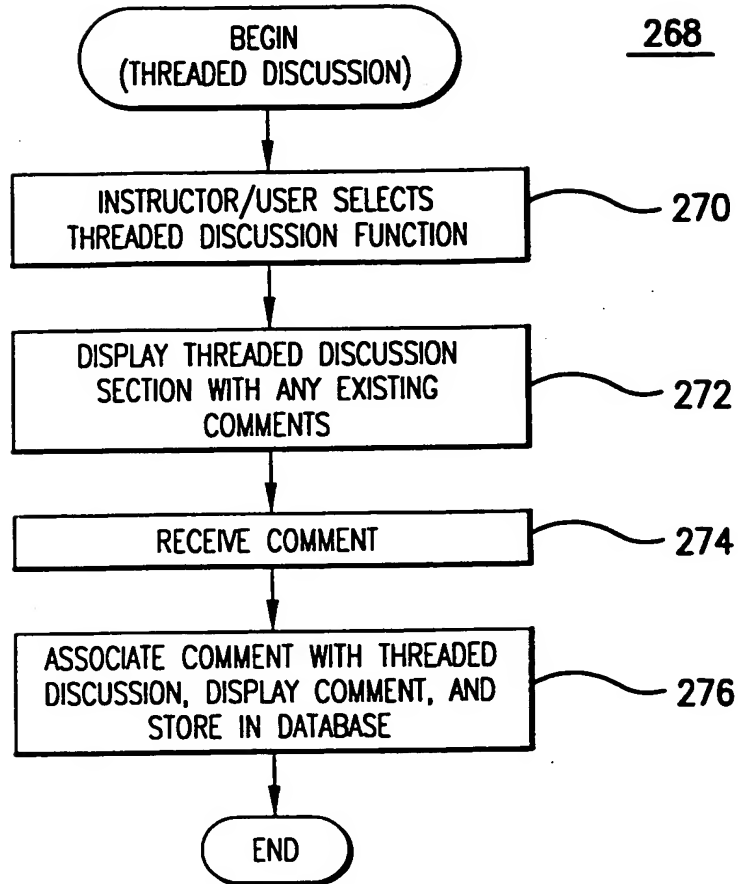 BEGIN
(THREADED DISCUSSION)
268
INSTRUCTOR/USER SELECTS
THREADED DISCUSSION FUNCTION
270
DISPLAY THREADED DISCUSSION
SECTION WITH ANY EXISTING
COMMENTS
272
RECEIVE COMMENT
274
ASSOCIATE COMMENT WITH THREADED
DISCUSSION, DISPLAY COMMENT, AND
STORE IN DATABASE
276
END